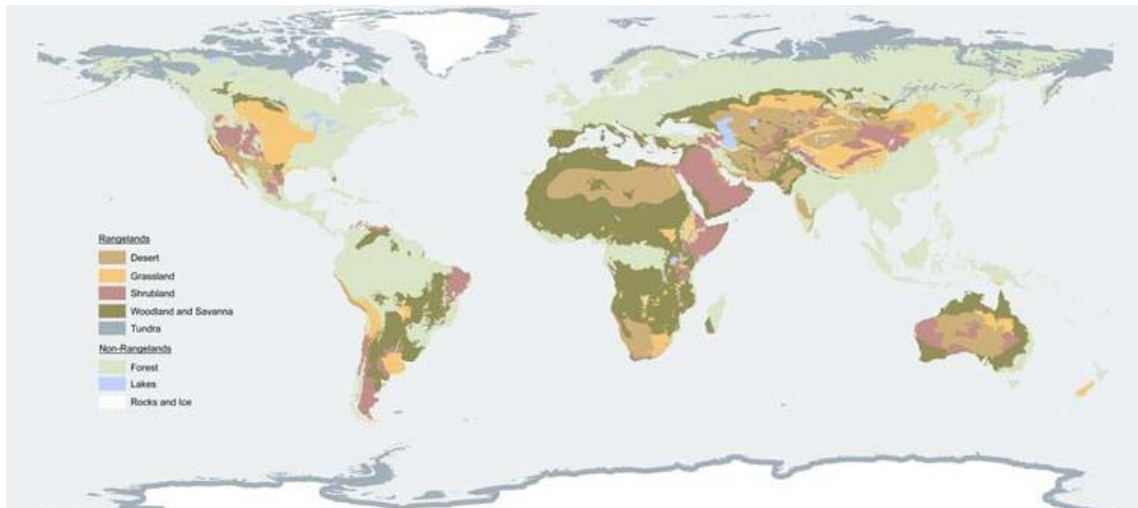 Rangelands
Desert
Grassland
Shrubland
Woodland and Savanna
Tundra
Non-Rangelands
Forest
Lakes
Rocks and Ice